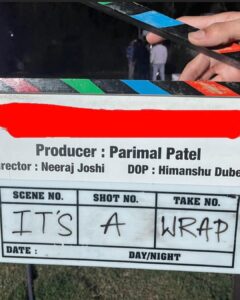 Producer : Parimal Patel
irector : Neeraj Joshi DOP : Himanshu Dube
SCENE NO. SHOT NO. TAKE NO.
IT'S A WRAP
DATE : DAY/NIGHT